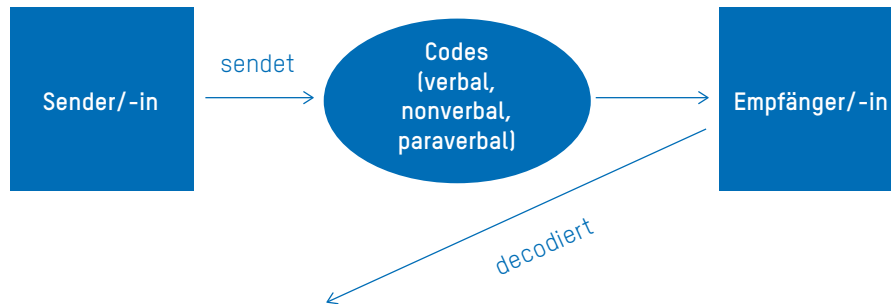 Sender/-in
sendet
Codes
(verbal,
nonverbal,
paraverbal)
Empfänger/-in
decodiert